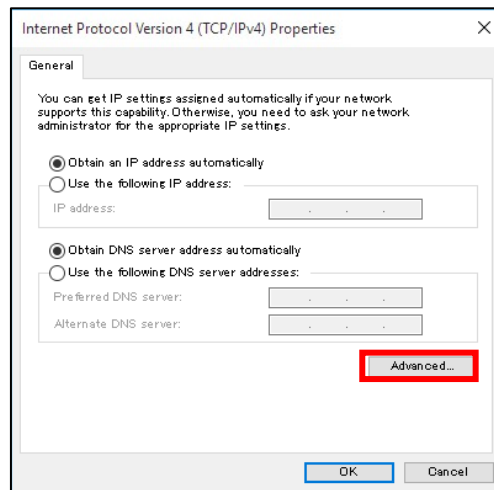 Internet Protocol Version 4 (TCP/IPv4) Properties
General
You can get IP settings assigned automatically if your network
supports this capability. Otherwise, you need to ask your network
administrator for the appropriate IP settings.
Obtain an IP address automatically
Use the following IP address:
IP address:
Obtain DNS server address automatically
Use the following DNS server addresses:
Preferred DNS server:
Alternate DNS server:
Advanced...
OK Cancel